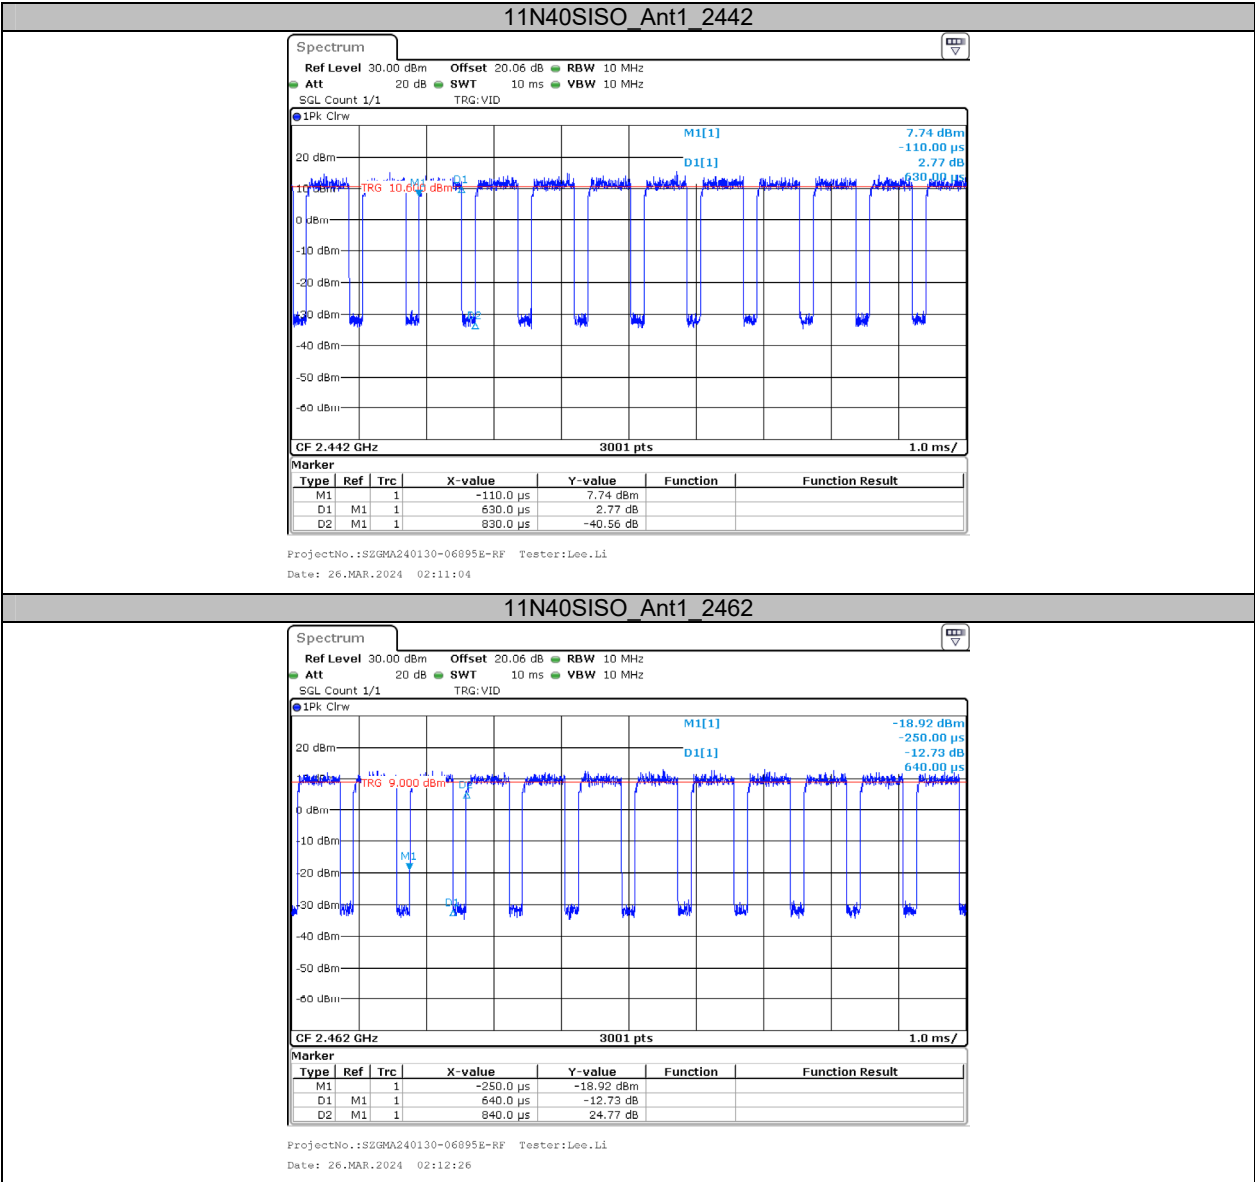 11N40SISO_Ant1_2442
Spectrum
Ref Level 30.00 dBm Offset 20.06 dB RBW 10 MHz
Att 20 dB SWT 10 ms VBW 10 MHz
SGL Count 1/1 TRG:VID
1Pk Clrw
M1[1] 7.74 dBm
-110.00 µs
20 dBm
D1[1] 2.77 dB
630.00 µs
M1 D1
10 dBm TRG 10.600 dBm
0 dBm
-10 dBm
-20 dBm
-30 dBm D2
-40 dBm
-50 dBm
-60 dBm
CF 2.442 GHz 3001 pts 1.0 ms/
Marker
Type Ref Trc X-value Y-value Function Function Result
M1 1 -110.0 µs 7.74 dBm
D1 M1 1 630.0 µs 2.77 dB
D2 M1 1 830.0 µs -40.56 dB
ProjectNo.:SZGMA240130-06895E-RF Tester:Lee.Li
Date: 26.MAR.2024 02:11:04
11N40SISO_Ant1_2462
Spectrum
Ref Level 30.00 dBm Offset 20.06 dB RBW 10 MHz
Att 20 dB SWT 10 ms VBW 10 MHz
SGL Count 1/1 TRG:VID
1Pk Clrw
M1[1] -18.92 dBm
-250.00 µs
20 dBm
D1[1] -12.73 dB
640.00 µs
10 dBm TRG 9.000 dBm D2
0 dBm
-10 dBm
M1
-20 dBm
-30 dBm D1
-40 dBm
-50 dBm
-60 dBm
CF 2.462 GHz 3001 pts 1.0 ms/
Marker
Type Ref Trc X-value Y-value Function Function Result
M1 1 -250.0 µs -18.92 dBm
D1 M1 1 640.0 µs -12.73 dB
D2 M1 1 840.0 µs 24.77 dB
ProjectNo.:SZGMA240130-06895E-RF Tester:Lee.Li
Date: 26.MAR.2024 02:12:26